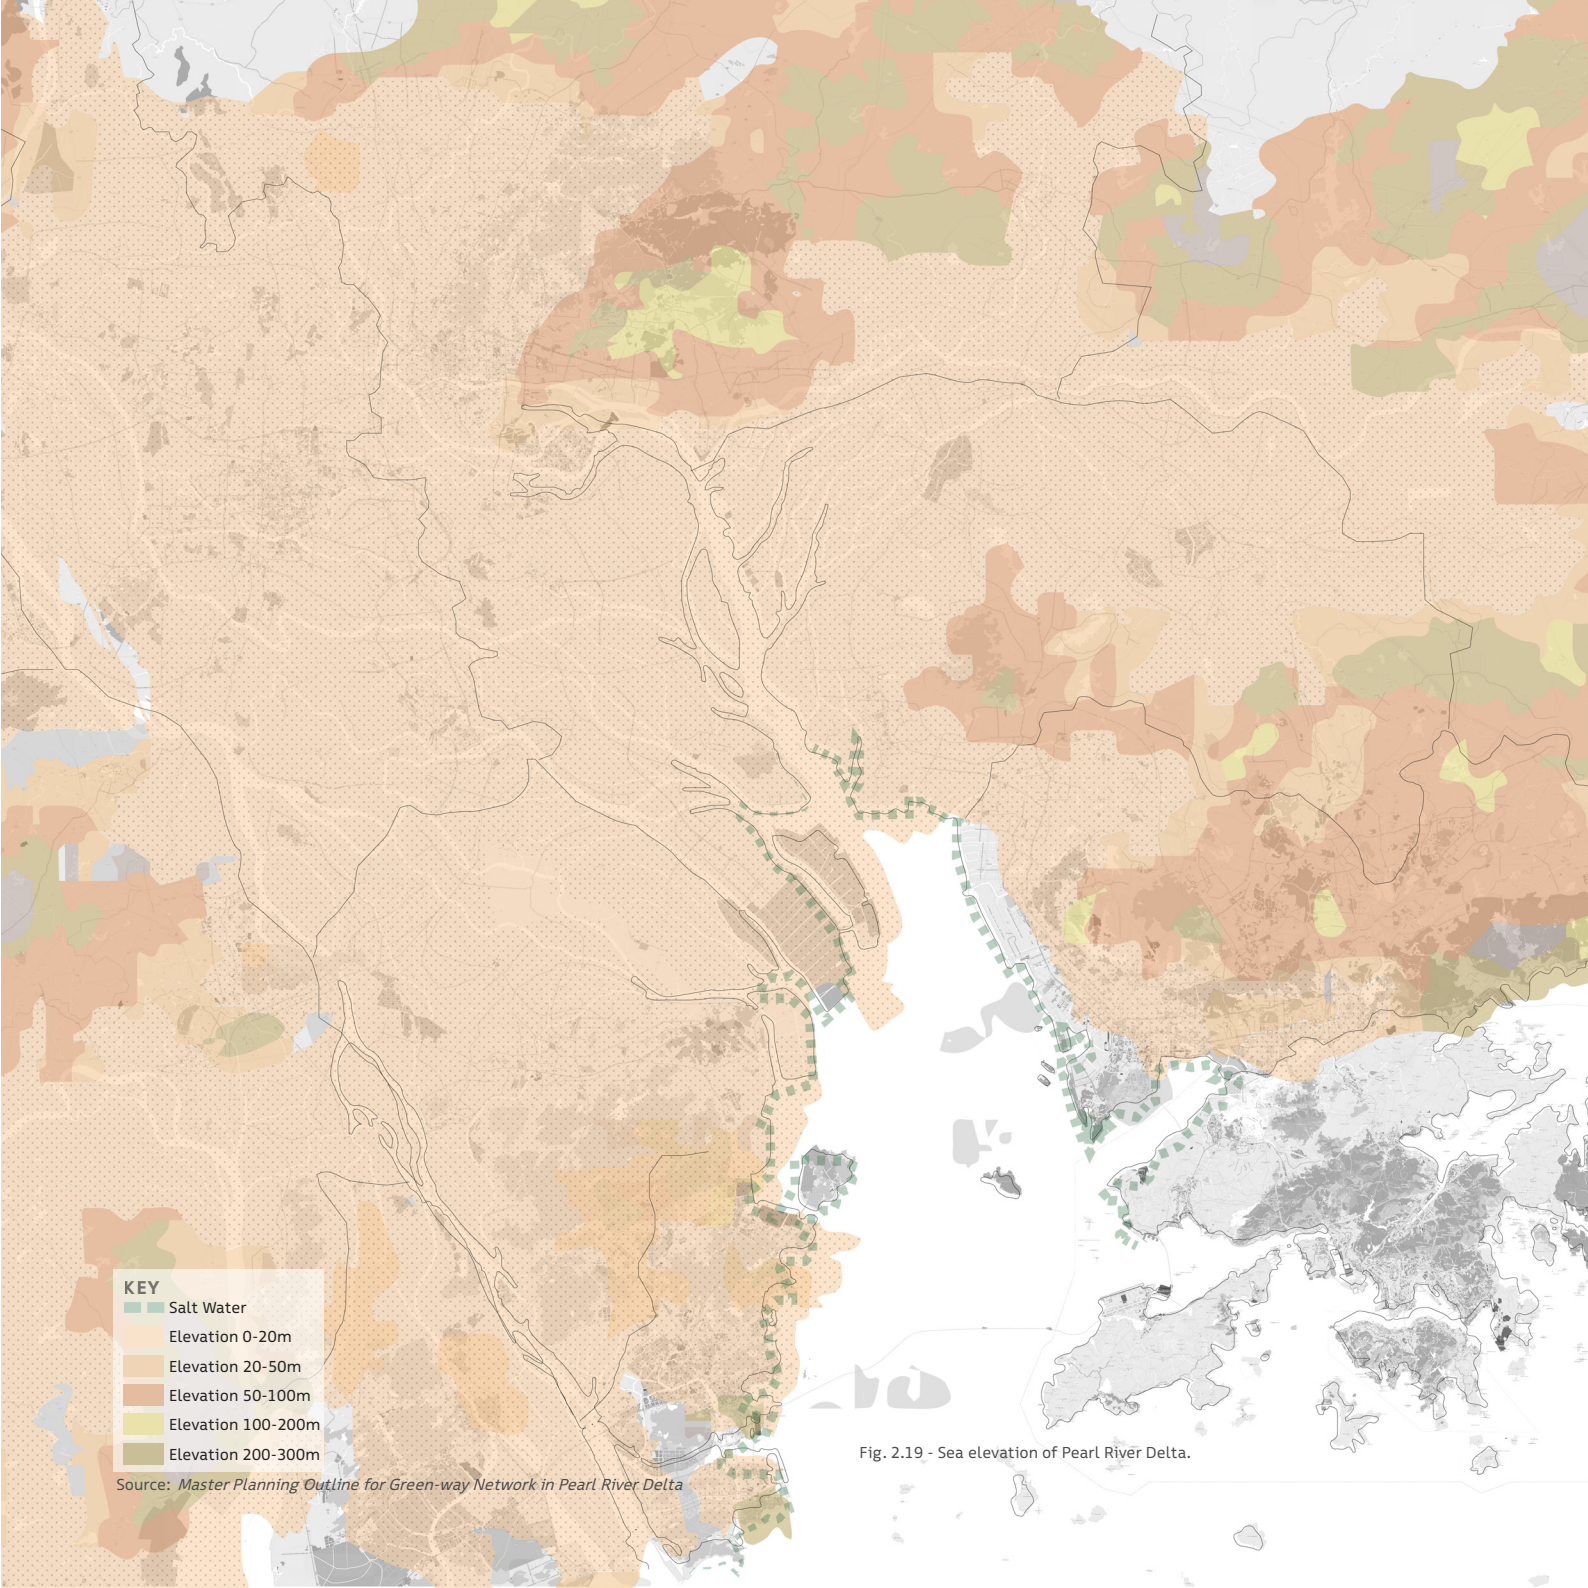 KEY
Salt Water
Elevation 0-20m
Elevation 20-50m
Elevation 50-100m
Elevation 100-200m
Elevation 200-300m
Fig. 2.19 - Sea elevation of Pearl River Delta.
Source: Master Planning Outline for Green-way Network in Pearl River Delta